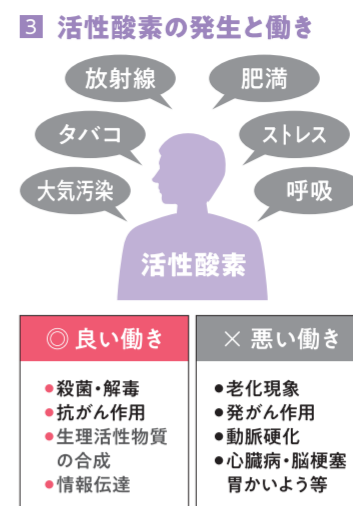 3 活性酸素の発生と働き
放射線
肥満
タバコ
ストレス
大気汚染
呼吸
活性酸素
◎ 良い働き
●殺菌・解毒
●抗がん作用
●生理活性物質
の合成
●情報伝達
× 悪い働き
●老化現象
●発がん作用
●動脈硬化
●心臓病・脳梗塞
胃かいよう等